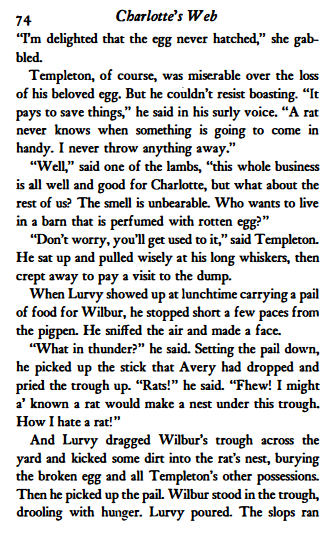 74
Charlotte's Web
"I'm delighted that the egg never hatched," she gab-
bled.
Templeton, of course, was miserable over the loss
of his beloved egg. But he couldn't resist boasting. "It
pays to save things," he said in his surly voice. "A rat
never knows when something is going to come in
handy. I never throw anything away."
"Well," said one of the lambs, "this whole business
is all well and good for Charlotte, but what about the
rest of us? The smell is unbearable. Who wants to live
in a barn that is perfumed with rotten egg?"
"Don't worry, you'll get used to it," said Templeton.
He sat up and pulled wisely at his long whiskers, then
crept away to pay a visit to the dump.
When Lurvy showed up at lunchtime carrying a pail
of food for Wilbur, he stopped short a few paces from
the pigpen. He sniffed the air and made a face.
"What in thunder?" he said. Setting the pail down,
he picked up the stick that Avery had dropped and
pried the trough up. "Rats!" he said. "Fhew! I might
a' known a rat would make a nest under this trough.
How I hate a rat!"
And Lurvy dragged Wilbur's trough across the
yard and kicked some dirt into the rat's nest, burying
the broken egg and all Templeton's other possessions.
Then he picked up the pail. Wilbur stood in the trough,
drooling with hunger. Lurvy poured. The slops ran